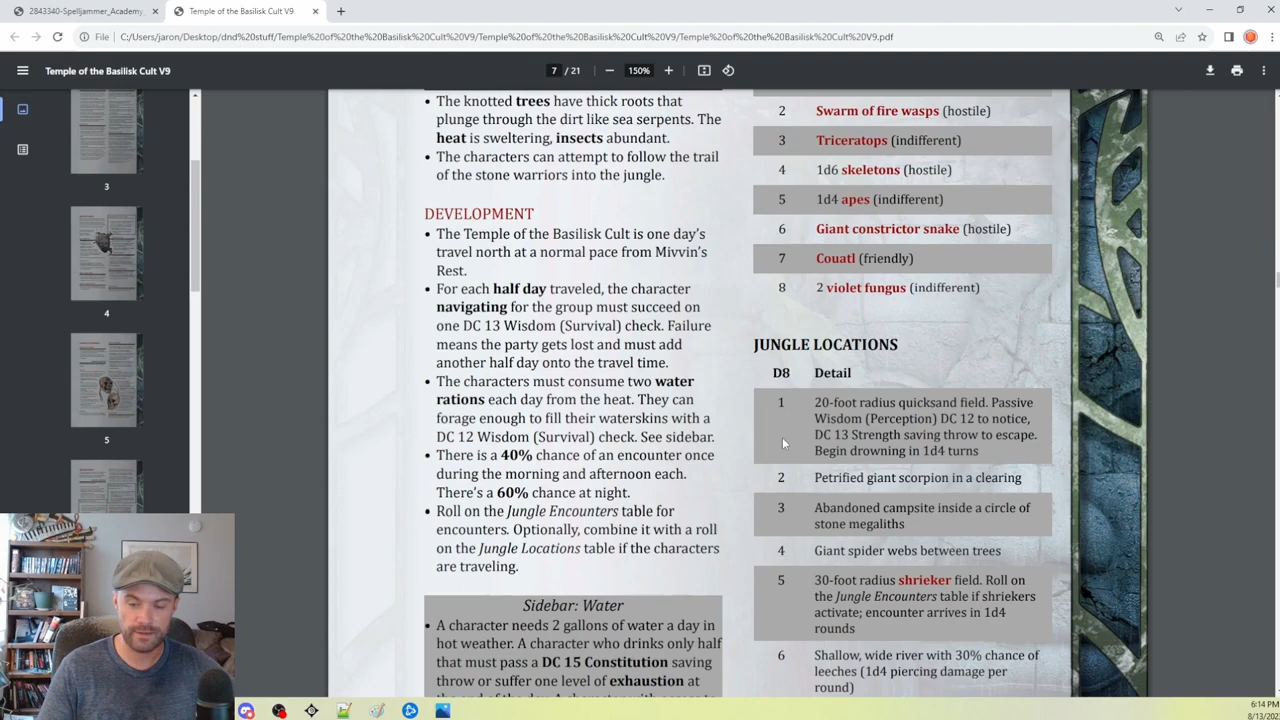 2843340-Spelljammer_Academy_
Temple of the Basilisk Cult V9
File
C:/Users/jaron/Desktop/dnd%20stuff/Temple%20of%20the%20Basilisk%20Cult%20V9/Temple%20of%20the%20Basilisk%20Cult%20V9/Temple%20of%20the%20Basilisk%20Cult%20V9.pdf
Temple of the Basilisk Cult V9
7 / 21
150%
3
4
5
• The knotted trees have thick roots that
plunge through the dirt like sea serpents. The
heat is sweltering, insects abundant.
• The characters can attempt to follow the trail
of the stone warriors into the jungle.
DEVELOPMENT
• The Temple of the Basilisk Cult is one day's
travel north at a normal pace from Mivvin's
Rest.
• For each half day traveled, the character
navigating for the group must succeed on
one DC 13 Wisdom (Survival) check. Failure
means the party gets lost and must add
another half day onto the travel time.
• The characters must consume two water
rations each day from the heat. They can
forage enough to fill their waterskins with a
DC 12 Wisdom (Survival) check. See sidebar.
• There is a 40% chance of an encounter once
during the morning and afternoon each.
There's a 60% chance at night.
• Roll on the Jungle Encounters table for
encounters. Optionally, combine it with a roll
on the Jungle Locations table if the characters
are traveling.
Sidebar: Water
• A character needs 2 gallons of water a day in
hot weather. A character who drinks only half
that must pass a DC 15 Constitution saving
throw or suffer one level of exhaustion at
2 Swarm of fire wasps (hostile)
3 Triceratops (indifferent)
4 1d6 skeletons (hostile)
5 1d4 apes (indifferent)
6 Giant constrictor snake (hostile)
7 Couatl (friendly)
8 2 violet fungus (indifferent)
JUNGLE LOCATIONS
D8 Detail
1 20-foot radius quicksand field. Passive
Wisdom (Perception) DC 12 to notice,
DC 13 Strength saving throw to escape.
Begin drowning in 1d4 turns
2 Petrified giant scorpion in a clearing
3 Abandoned campsite inside a circle of
stone megaliths
4 Giant spider webs between trees
5 30-foot radius shrieker field. Roll on
the Jungle Encounters table if shriekers
activate; encounter arrives in 1d4
rounds
6 Shallow, wide river with 30% chance of
leeches (1d4 piercing damage per
round)
6:14 PM
8/13/202